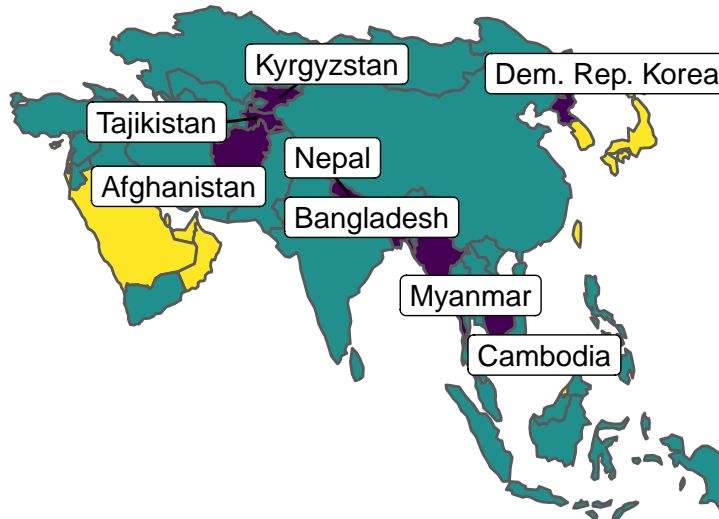 Kyrgyzstan
Dem. Rep. Korea
Tajikistan
Nepal
Afghanistan
Bangladesh
Myanmar
Cambodia